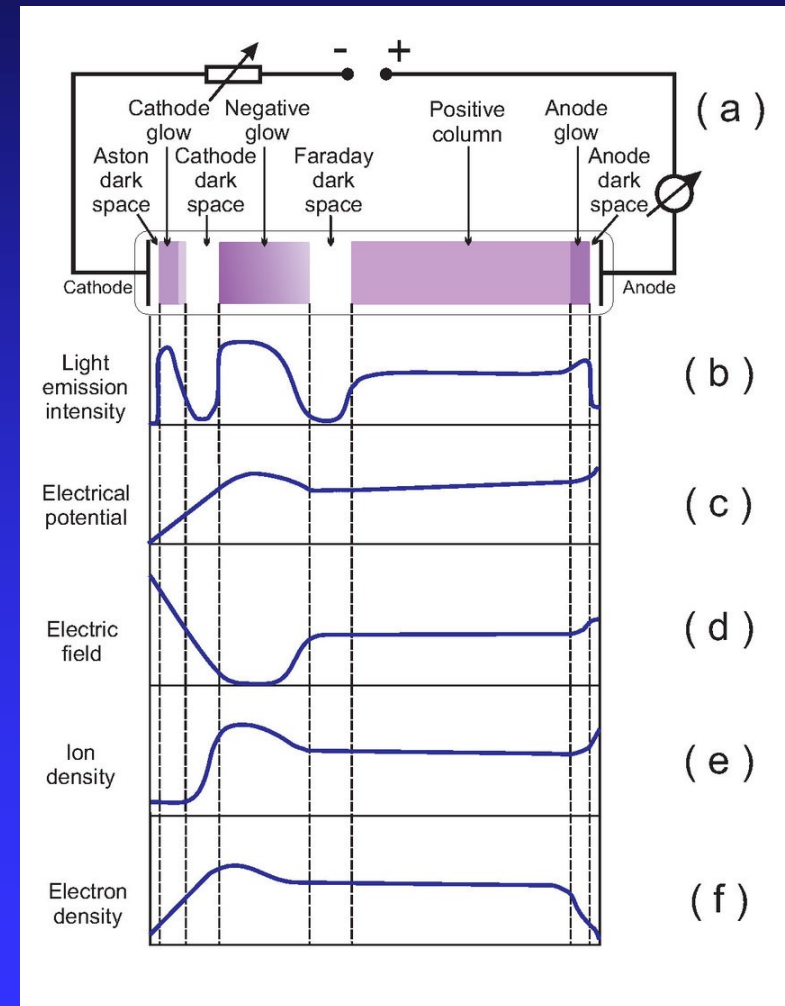 - +
( a )
Cathode
glow
Negative
glow
Positive
column
Anode
glow
Aston
dark
space
Cathode
dark
space
Faraday
dark
space
Anode
dark
space
Cathode
Anode
Light
emission
intensity
( b )
Electrical
potential
( c )
Electric
field
( d )
Ion
density
( e )
Electron
density
( f )